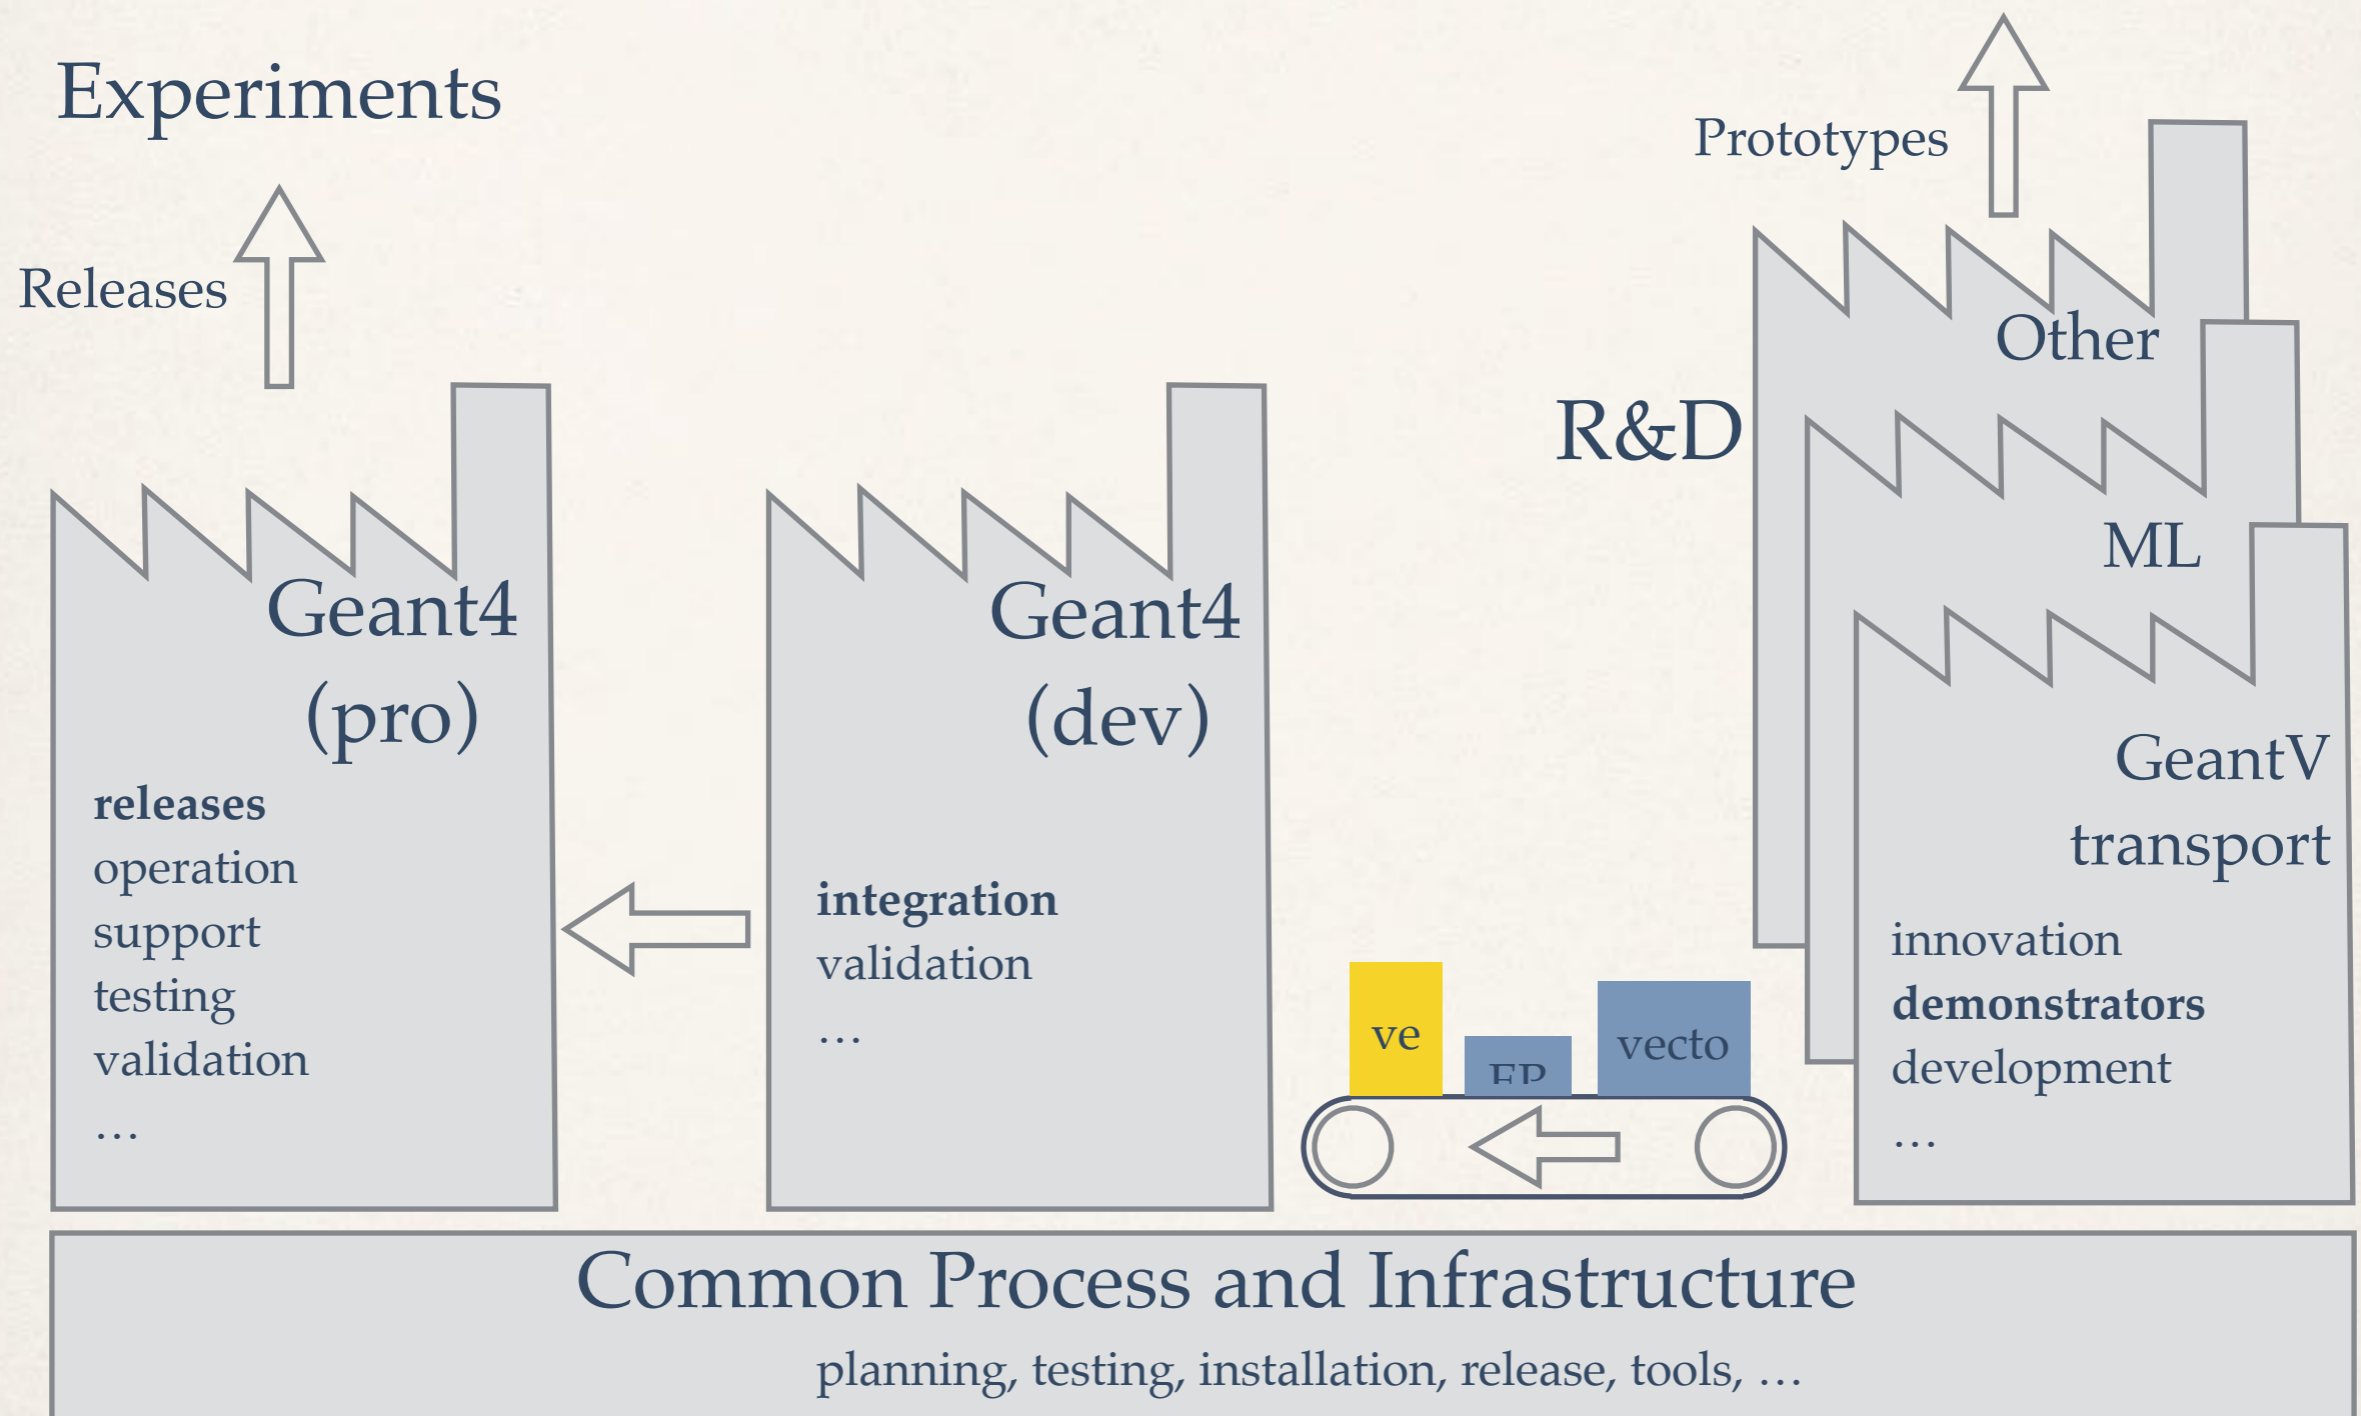 Experiments
Releases
Prototypes
R&D
Other
ML
Geant4
(pro)
releases
operation
support
testing
validation
…
Geant4
(dev)
integration
validation
…
ve
vecto
GeantV
transport
innovation
demonstrators
development
…
Common Process and Infrastructure
planning, testing, installation, release, tools, …